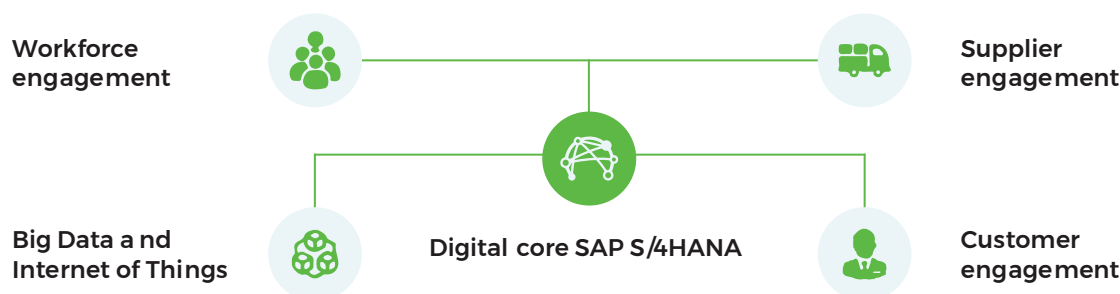 Workforce
engagement
Supplier
engagement
Big Data a nd
Internet of Things
Digital core SAP S/4HANA
Customer
engagement